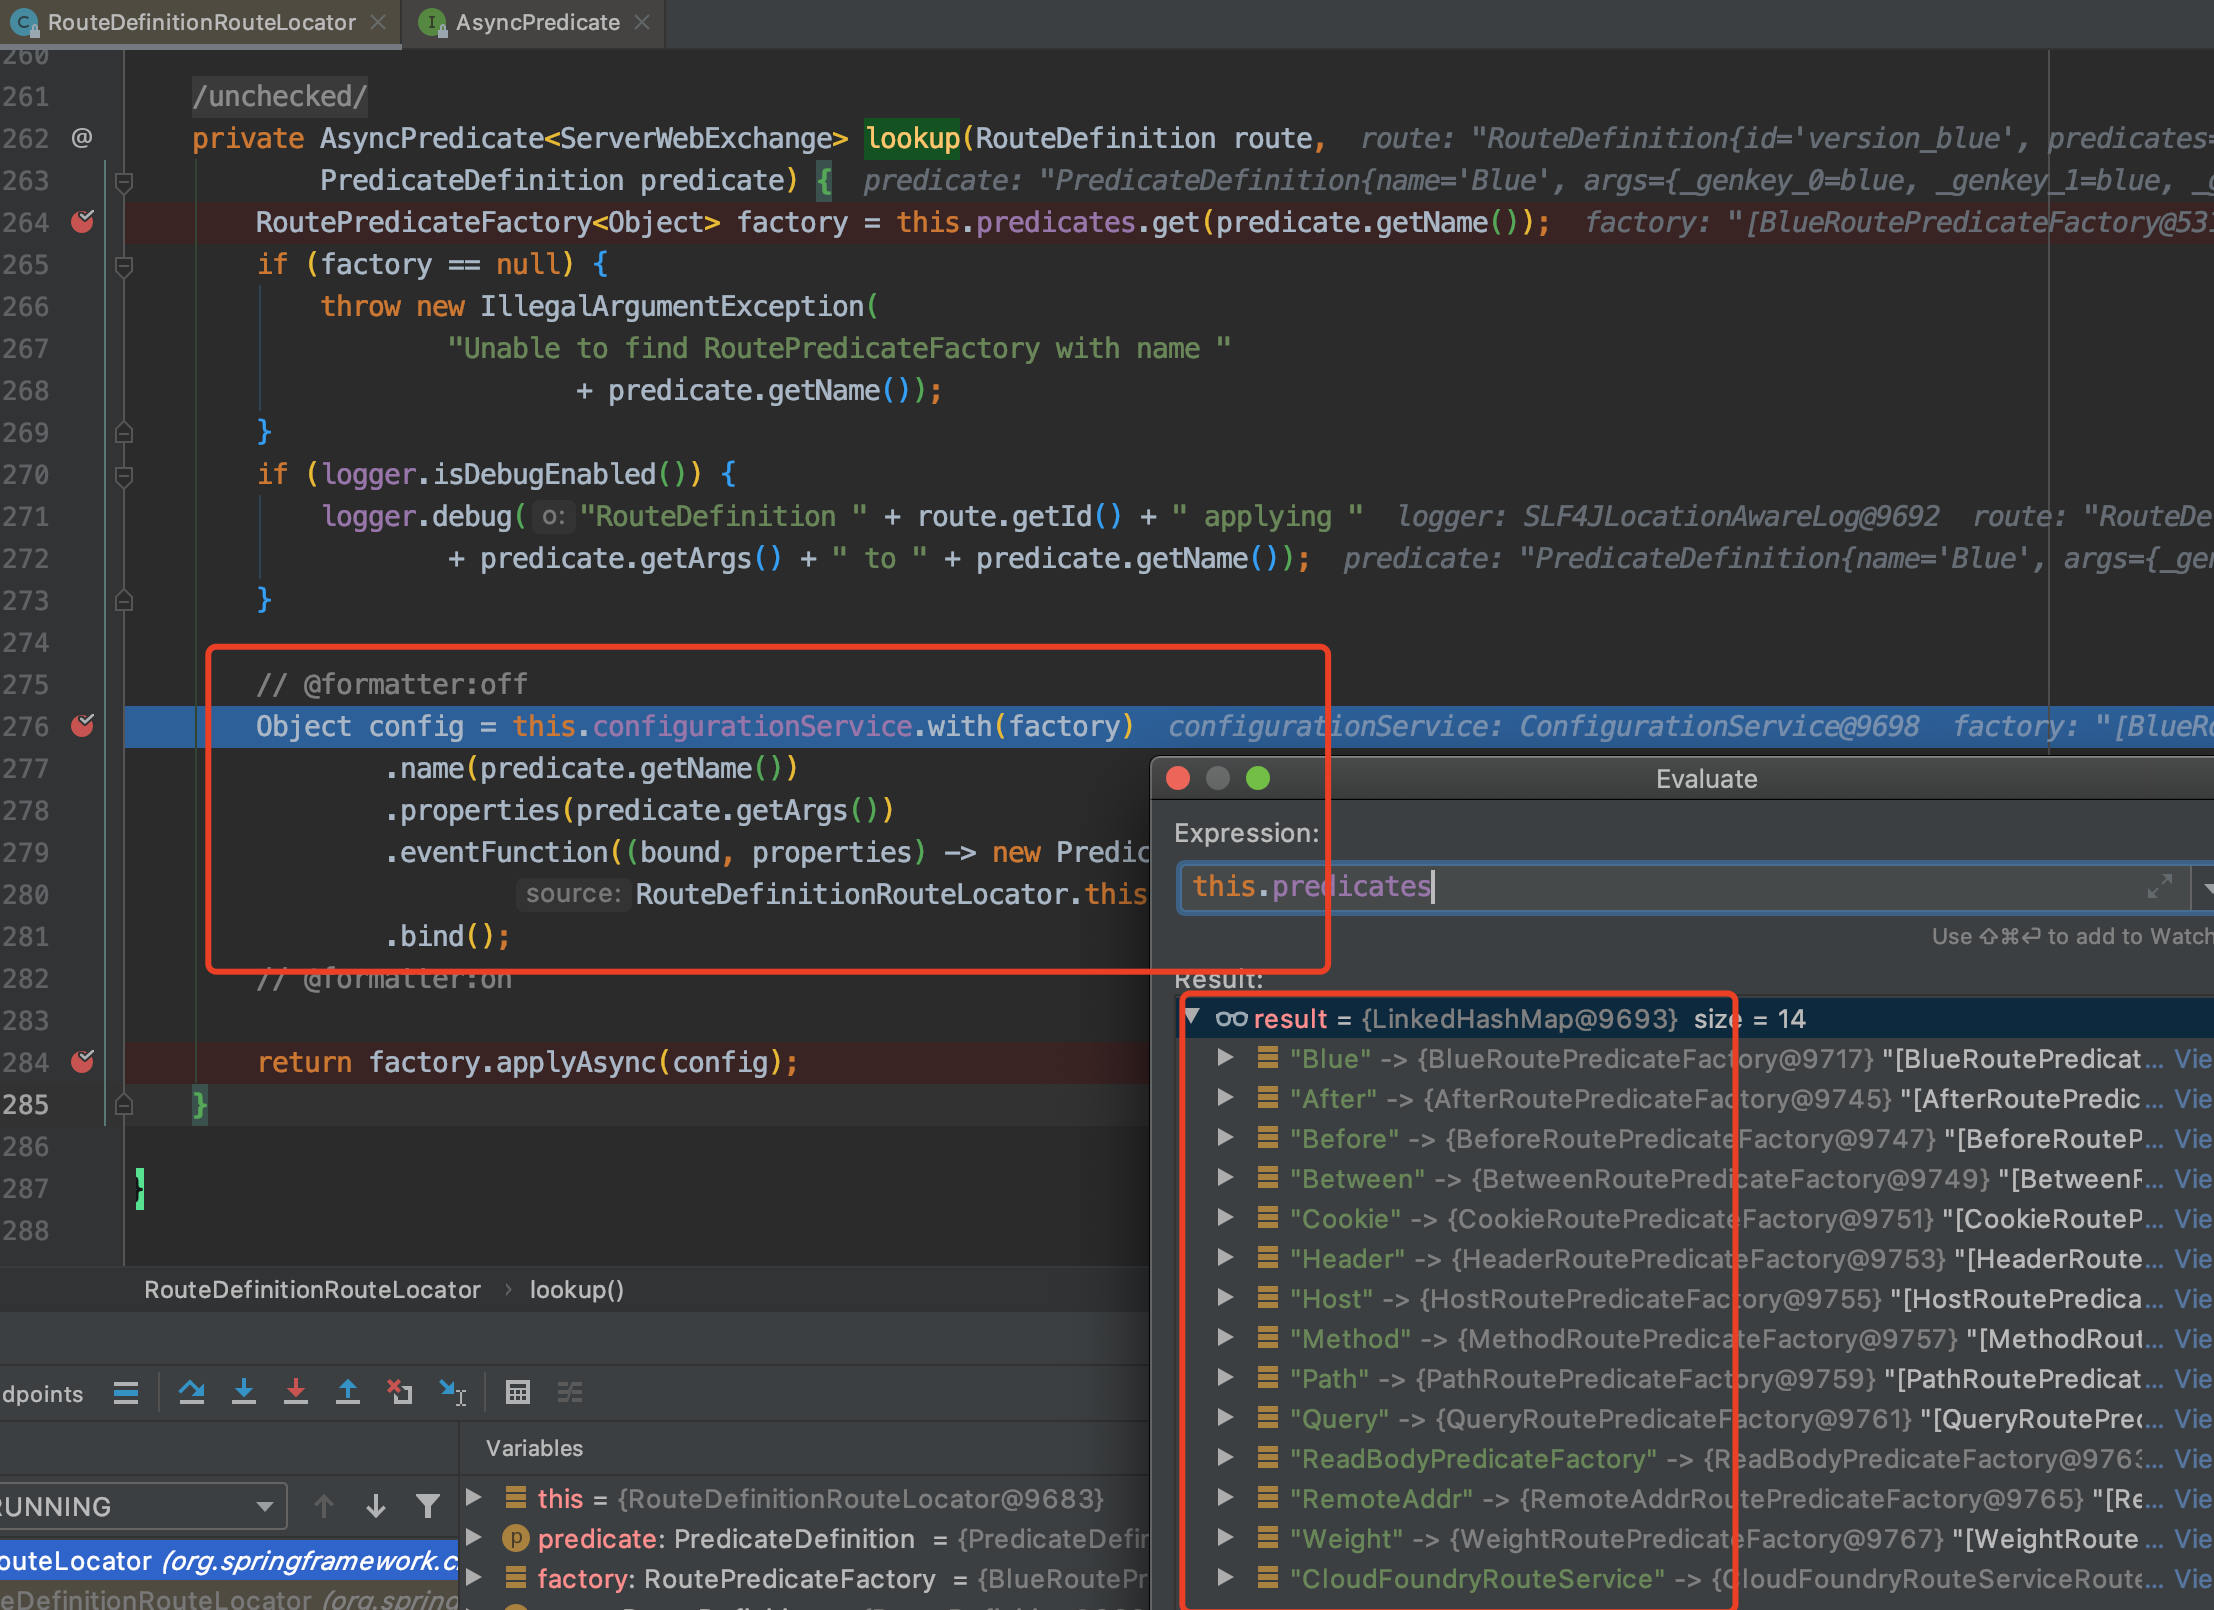 RouteDefinitionRouteLocator AsyncPredicate
260
261 /unchecked/
262 @ private AsyncPredicate<ServerWebExchange> lookup(RouteDefinition route, route: "RouteDefinition{id='version_blue', predicates=
263 PredicateDefinition predicate) { predicate: "PredicateDefinition{name='Blue', args={_genkey_0=blue, _genkey_1=blue, _g
264 RoutePredicateFactory<Object> factory = this.predicates.get(predicate.getName()); factory: "[BlueRoutePredicateFactory@531
265 if (factory == null) {
266 throw new IllegalArgumentException(
267 "Unable to find RoutePredicateFactory with name "
268 + predicate.getName());
269 }
270 if (logger.isDebugEnabled()) {
271 logger.debug( o: "RouteDefinition " + route.getId() + " applying " logger: SLF4JLocationAwareLog@9692 route: "RouteDe
272 + predicate.getArgs() + " to " + predicate.getName()); predicate: "PredicateDefinition{name='Blue', args={_gen
273 }
274
275 // @formatter:off
276 Object config = this.configurationService.with(factory) configurationService: ConfigurationService@9698 factory: "[BlueRo
277 .name(predicate.getName())
278 .properties(predicate.getArgs())
279 .eventFunction((bound, properties) -> new Predic
280 source: RouteDefinitionRouteLocator.this
281 .bind();
282 // @formatter:on
283
284 return factory.applyAsync(config);
285 }
286
287 }
288
RouteDefinitionRouteLocator › lookup()
dpoints
Variables
RUNNING
this = {RouteDefinitionRouteLocator@9683}
predicate: PredicateDefinition = {PredicateDefin
factory: RoutePredicateFactory = {BlueRoutePr
outeLocator (org.springframework.c
eDefinitionRouteLocator (org.spring
Evaluate
Expression:
this.predicates
Use ⇧⌘⏎ to add to Watch
Result:
result = {LinkedHashMap@9693} size = 14
"Blue" -> {BlueRoutePredicateFactory@9717} "[BlueRoutePredicat... Vie
"After" -> {AfterRoutePredicateFactory@9745} "[AfterRoutePredic... Vie
"Before" -> {BeforeRoutePredicateFactory@9747} "[BeforeRouteP... Vie
"Between" -> {BetweenRoutePredicateFactory@9749} "[BetweenR... Vie
"Cookie" -> {CookieRoutePredicateFactory@9751} "[CookieRouteP... Vie
"Header" -> {HeaderRoutePredicateFactory@9753} "[HeaderRoute... Vie
"Host" -> {HostRoutePredicateFactory@9755} "[HostRoutePredica... Vie
"Method" -> {MethodRoutePredicateFactory@9757} "[MethodRout... Vie
"Path" -> {PathRoutePredicateFactory@9759} "[PathRoutePredicat... Vie
"Query" -> {QueryRoutePredicateFactory@9761} "[QueryRoutePred... Vie
"ReadBodyPredicateFactory" -> {ReadBodyPredicateFactory@9763... Vie
"RemoteAddr" -> {RemoteAddrRoutePredicateFactory@9765} "[Re... Vie
"Weight" -> {WeightRoutePredicateFactory@9767} "[WeightRoute... Vie
"CloudFoundryRouteService" -> {CloudFoundryRouteServiceRoute... Vie